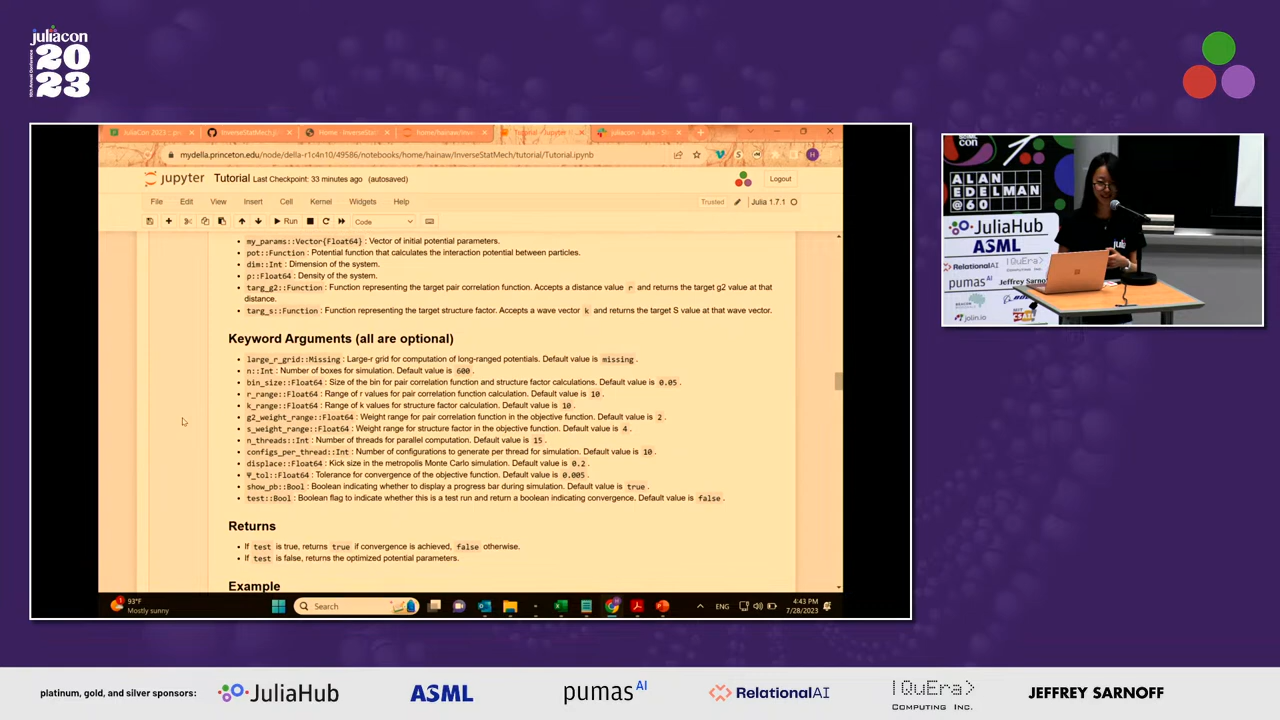 juliacon
2023
10th Annual Conference
mydella.princeton.edu/node/della-r1c4n10/49586/notebooks/home/hainaw/InverseStatMech/tutorial/Tutorial.ipynb
jupyter Tutorial Last Checkpoint: 33 minutes ago (autosaved)
Logout
File Edit View Insert Cell Kernel Widgets Help
Trusted
Julia 1.7.1
Run
Code
my_params::Vector{Float64} : Vector of initial potential parameters.
pot::Function : Potential function that calculates the interaction potential between particles.
dim::Int : Dimension of the system.
ρ::Float64 : Density of the system.
targ_g2::Function : Function representing the target pair correlation function. Accepts a distance value r and returns the target g2 value at that
distance.
targ_s::Function : Function representing the target structure factor. Accepts a wave vector k and returns the target S value at that wave vector.
Keyword Arguments (all are optional)
large_r_grid::Missing : Large-r grid for computation of long-ranged potentials. Default value is missing .
n::Int : Number of boxes for simulation. Default value is 600 .
bin_size::Float64 : Size of the bin for pair correlation function and structure factor calculations. Default value is 0.05 .
r_range::Float64 : Range of r values for pair correlation function calculation. Default value is 10 .
k_range::Float64 : Range of k values for structure factor calculation. Default value is 10 .
g2_weight_range::Float64 : Weight range for pair correlation function in the objective function. Default value is 2 .
s_weight_range::Float64 : Weight range for structure factor in the objective function. Default value is 4 .
n_threads::Int : Number of threads for parallel computation. Default value is 15 .
configs_per_thread::Int : Number of configurations to generate per thread for simulation. Default value is 10 .
displace::Float64 : Kick size in the metropolis Monte Carlo simulation. Default value is 0.2 .
Ψ_tol::Float64 : Tolerance for convergence of the objective function. Default value is 0.005 .
show_pb::Bool : Boolean indicating whether to display a progress bar during simulation. Default value is true .
test::Bool : Boolean flag to indicate whether this is a test run and return a boolean indicating convergence. Default value is false .
Returns
If test is true, returns true if convergence is achieved, false otherwise.
If test is false, returns the optimized potential parameters.
Example
93°F
Mostly sunny
Search
ENG
4:43 PM
7/28/2023
ALAN
EDELMAN
@60
JuliaHub
ASML
RelationalAI
QuEra>
COMPUTING INC.
pumas AI
Jeffrey Sarnoff
jolin.io
platinum, gold, and silver sponsors:
JuliaHub
ASML
pumas AI
RelationalAI
|QuEra>
COMPUTING INC.
JEFFREY SARNOFF